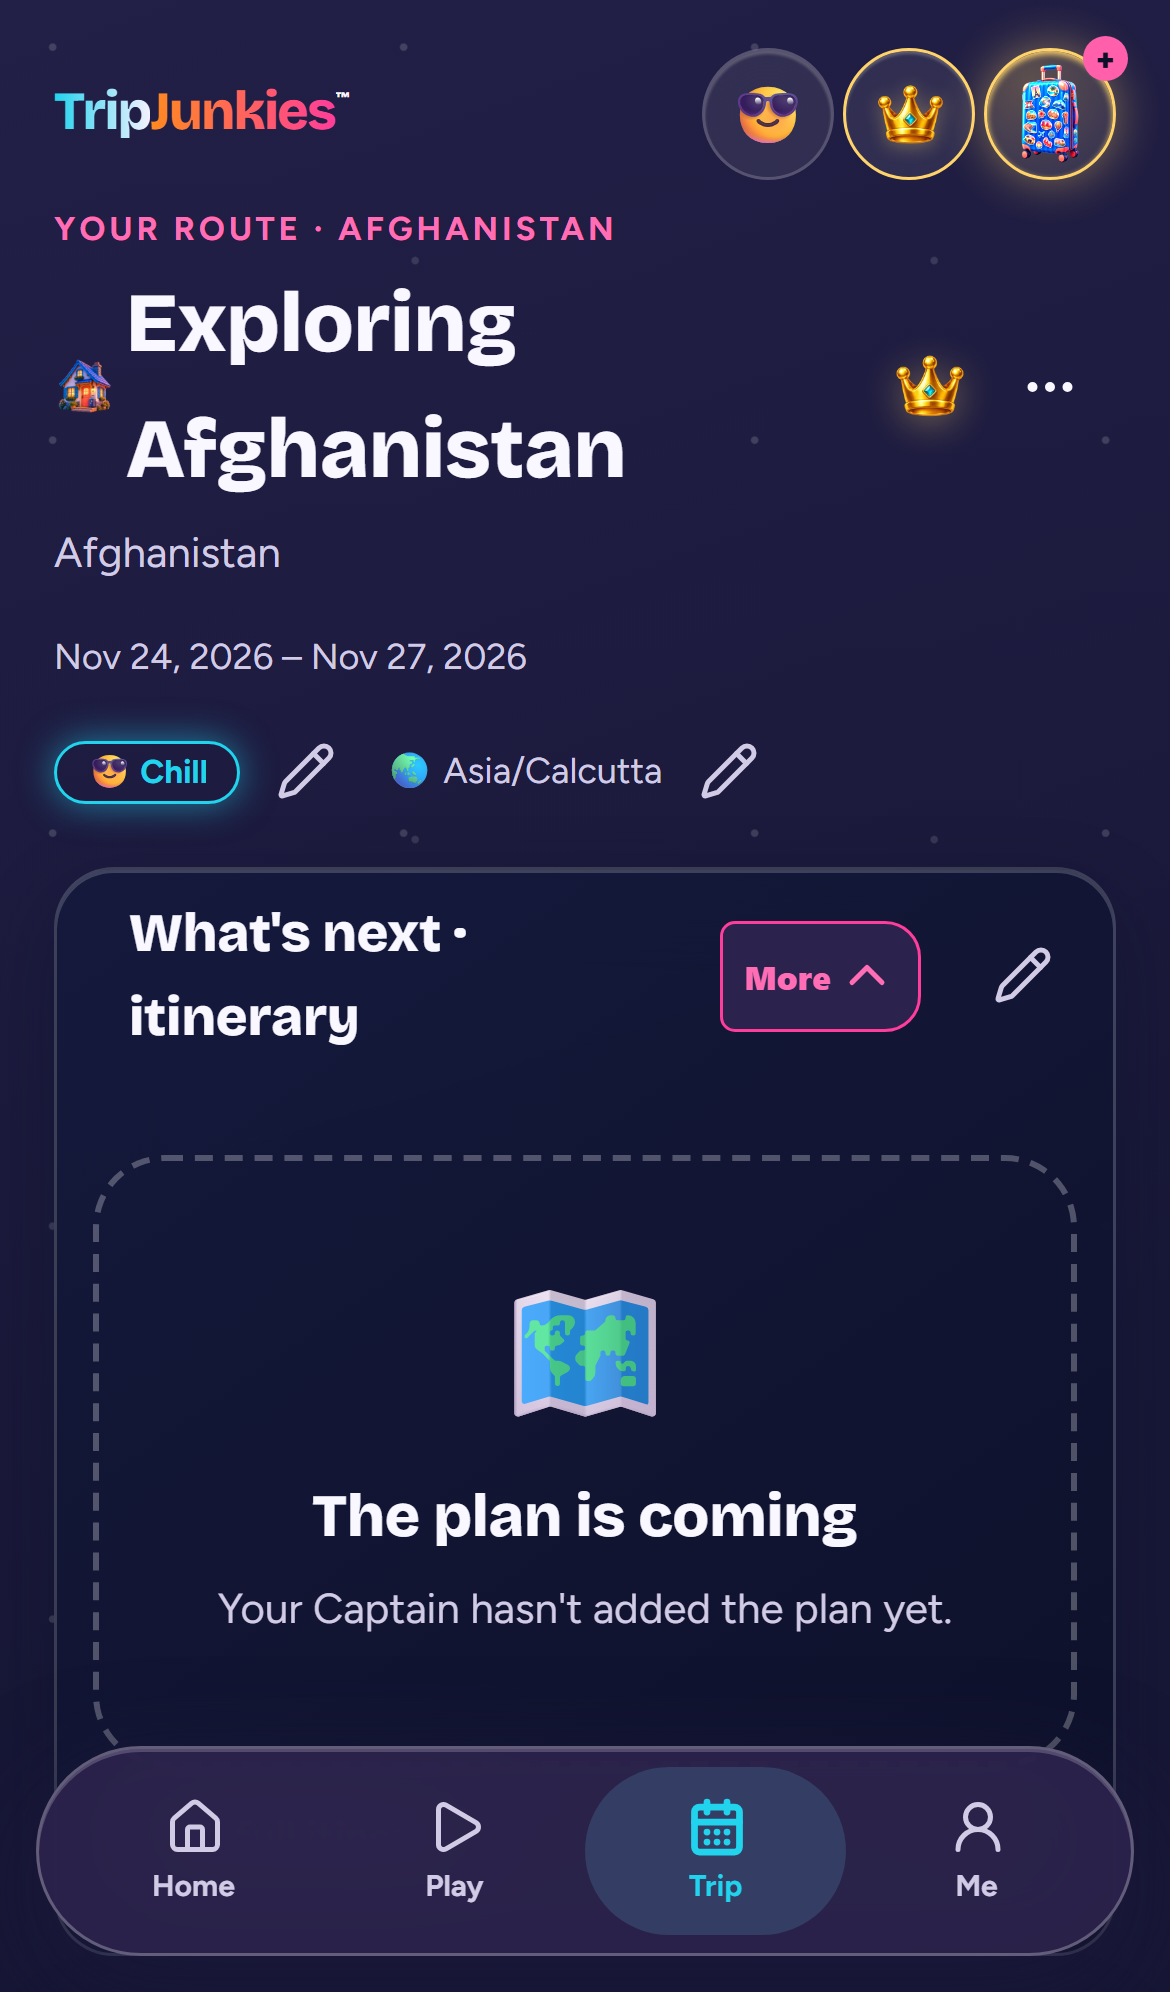 TripJunkies™
+
YOUR ROUTE · AFGHANISTAN
Exploring
Afghanistan
Afghanistan
Nov 24, 2026 – Nov 27, 2026
Chill
Asia/Calcutta
What's next ·
itinerary
More
The plan is coming
Your Captain hasn't added the plan yet.
Home
Play
Trip
Me